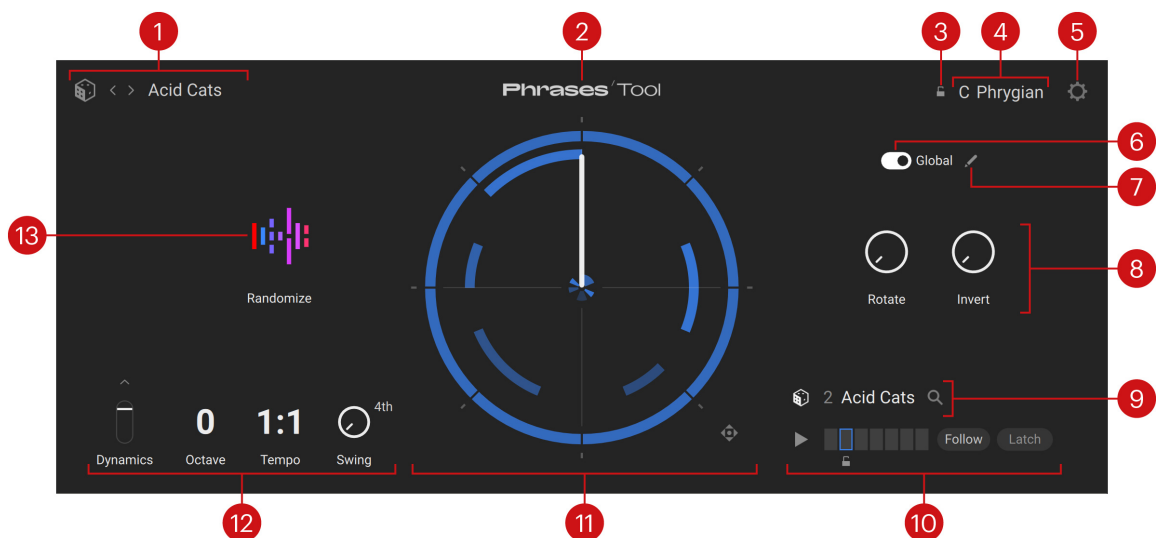 1
2
3
4
5
< > Acid Cats
Phrases'Tool
C Phrygian
6
Global
7
13
Randomize
8
Rotate
Invert
4th
0
1:1
2 Acid Cats
9
Follow
Latch
Dynamics
Octave
Tempo
Swing
12
11
10